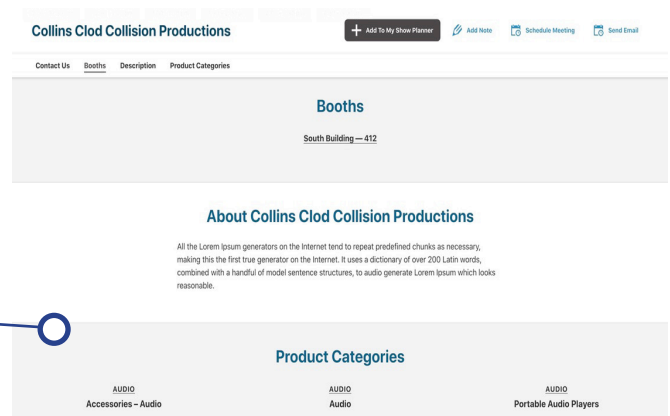 Collins Clod Collision Productions
Add To My Show Planner
Add Note
Schedule Meeting
Send Email
Contact Us Booths Description Product Categories
Booths
South Building — 412
About Collins Clod Collision Productions
All the Lorem Ipsum generators on the Internet tend to repeat predefined chunks as necessary,
making this the first true generator on the Internet. It uses a dictionary of over 200 Latin words,
combined with a handful of model sentence structures, to audio generate Lorem Ipsum which looks
reasonable.
Product Categories
AUDIO
Accessories – Audio
AUDIO
Audio
AUDIO
Portable Audio Players